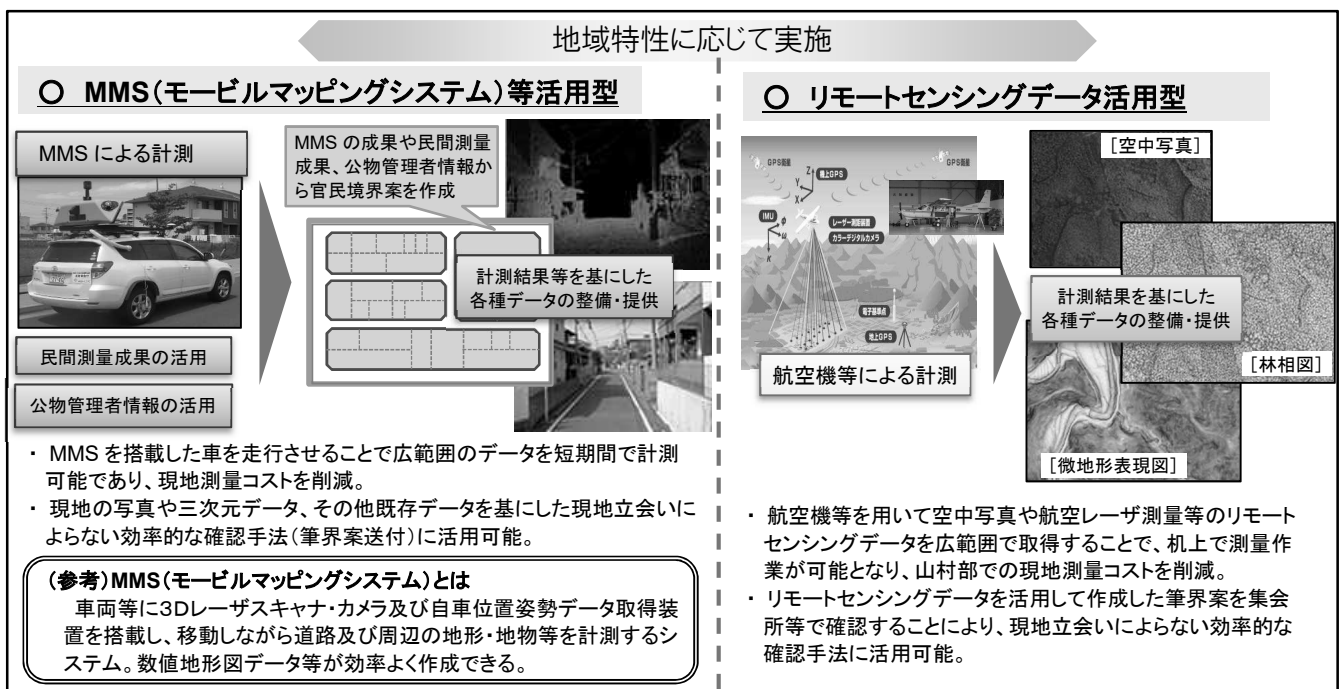 地域特性に応じて実施
○ MMS(モービルマッピングシステム)等活用型
MMS による計測
MMS の成果や民間測量
成果、公物管理者情報か
ら官民境界案を作成
計測結果等を基にした
各種データの整備・提供
民間測量成果の活用
公物管理者情報の活用
・ MMS を搭載した車を走行させることで広範囲のデータを短期間で計測
可能であり、現地測量コストを削減。
・ 現地の写真や三次元データ、その他既存データを基にした現地立会いに
よらない効率的な確認手法(筆界案送付)に活用可能。
(参考)MMS(モービルマッピングシステム)とは
車両等に3Dレーザスキャナ・カメラ及び自車位置姿勢データ取得装
置を搭載し、移動しながら道路及び周辺の地形・地物等を計測するシ
ステム。数値地形図データ等が効率よく作成できる。
○ リモートセンシングデータ活用型
GPS衛星
GPS衛星
Z
機上GPS
Y
X
IMU
φ
ω
κ
レーザー測距装置
カラーデジタルカメラ
電子基準点
地上GPS
航空機等による計測
[空中写真]
計測結果を基にした
各種データの整備・提供
[林相図]
[微地形表現図]
・ 航空機等を用いて空中写真や航空レーザ測量等のリモート
センシングデータを広範囲で取得することで、机上で測量作
業が可能となり、山村部での現地測量コストを削減。
・ リモートセンシングデータを活用して作成した筆界案を集会
所等で確認することにより、現地立会いによらない効率的な
確認手法に活用可能。